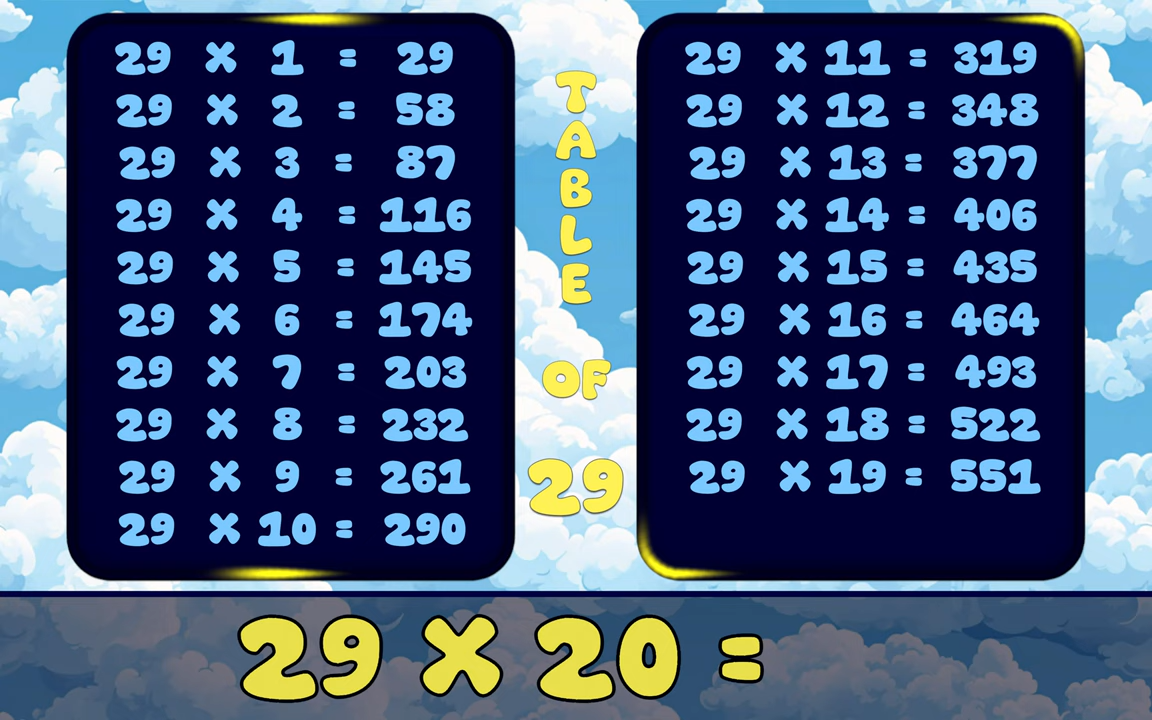 29 × 1 = 29
29 × 2 = 58
29 × 3 = 87
29 × 4 = 116
29 × 5 = 145
29 × 6 = 174
29 × 7 = 203
29 × 8 = 232
29 × 9 = 261
29 × 10 = 290
TABLE
OF
29
29 × 11 = 319
29 × 12 = 348
29 × 13 = 377
29 × 14 = 406
29 × 15 = 435
29 × 16 = 464
29 × 17 = 493
29 × 18 = 522
29 × 19 = 551
29 × 20 =